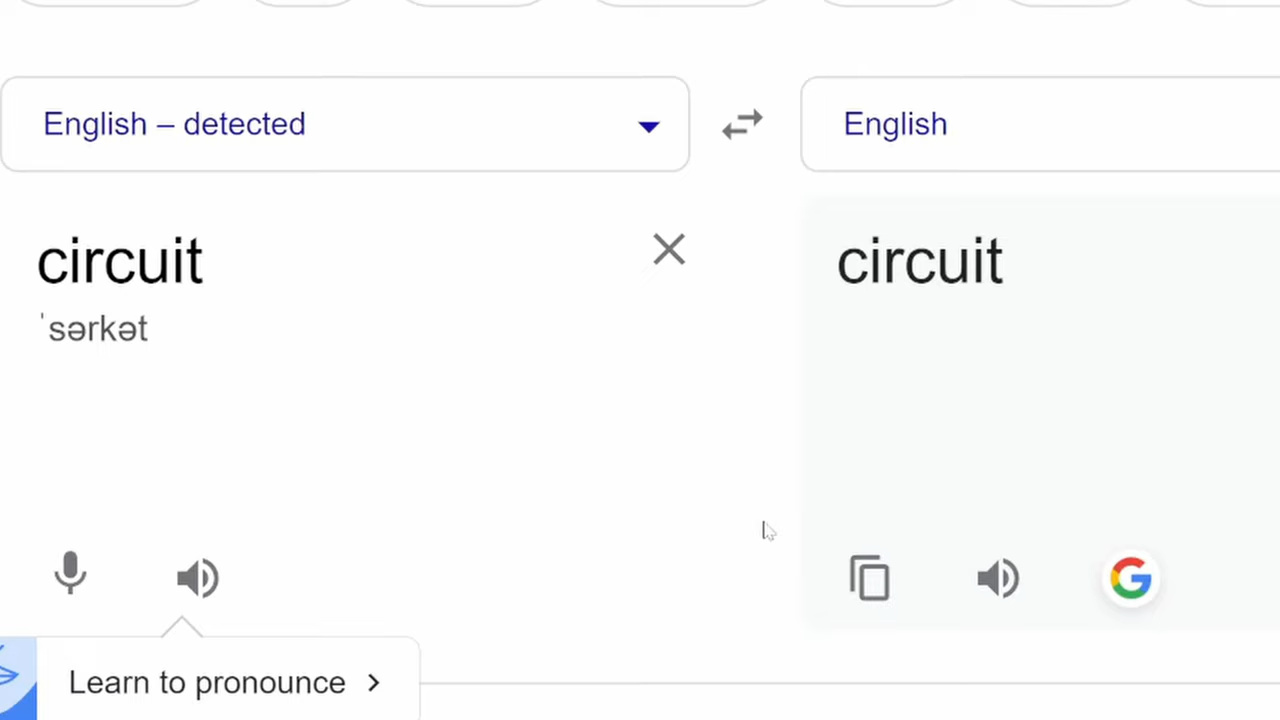 English – detected
English
circuit
ˈsərkət
circuit
Learn to pronounce